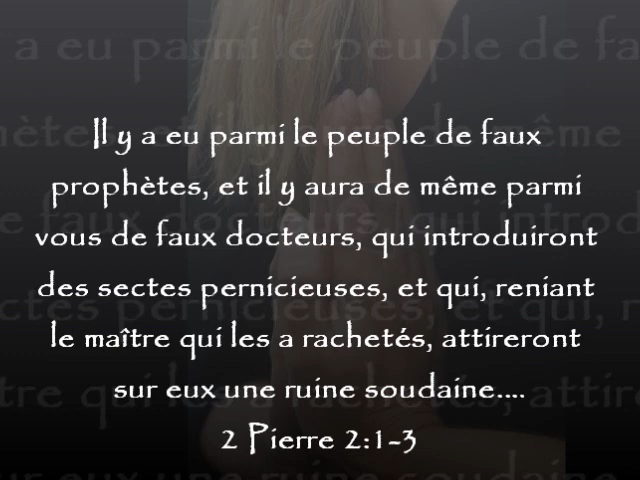 Il y a eu parmi le peuple de faux
prophètes, et il y aura de même parmi
vous de faux docteurs, qui introduiront
des sectes pernicieuses, et qui, reniant
le maître qui les a rachetés, attireront
sur eux une ruine soudaine....
2 Pierre 2:1-3